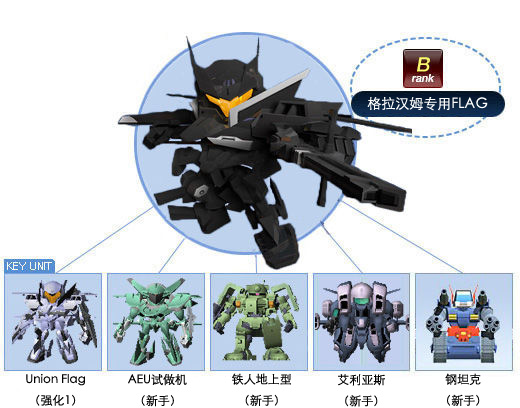 B
rank
格拉汉姆专用FLAG
KEY UNIT
Union Flag
(强化1)
AEU试做机
(新手)
铁人地上型
(新手)
艾利亚斯
(新手)
钢坦克
(新手)